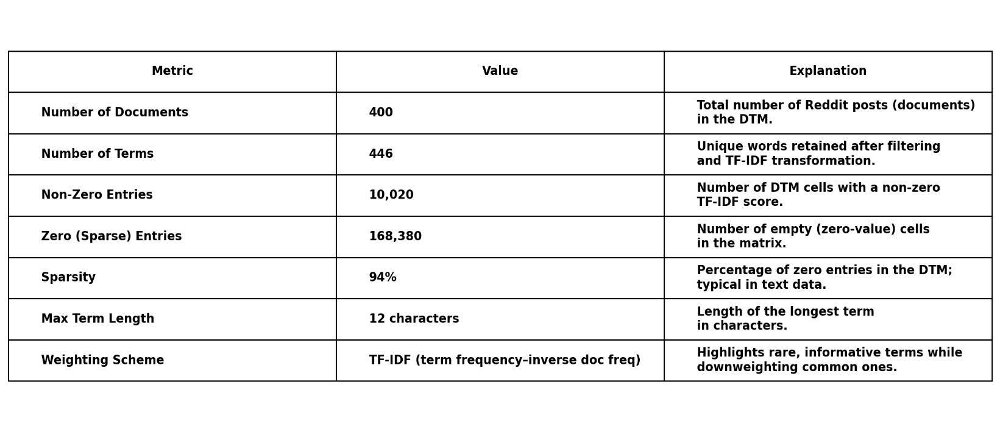 Metric Value Explanation
Number of Documents 400 Total number of Reddit posts (documents)
in the DTM.
Number of Terms 446 Unique words retained after filtering
and TF-IDF transformation.
Non-Zero Entries 10,020 Number of DTM cells with a non-zero
TF-IDF score.
Zero (Sparse) Entries 168,380 Number of empty (zero-value) cells
in the matrix.
Sparsity 94% Percentage of zero entries in the DTM;
typical in text data.
Max Term Length 12 characters Length of the longest term
in characters.
Weighting Scheme TF-IDF (term frequency–inverse doc freq) Highlights rare, informative terms while
downweighting common ones.